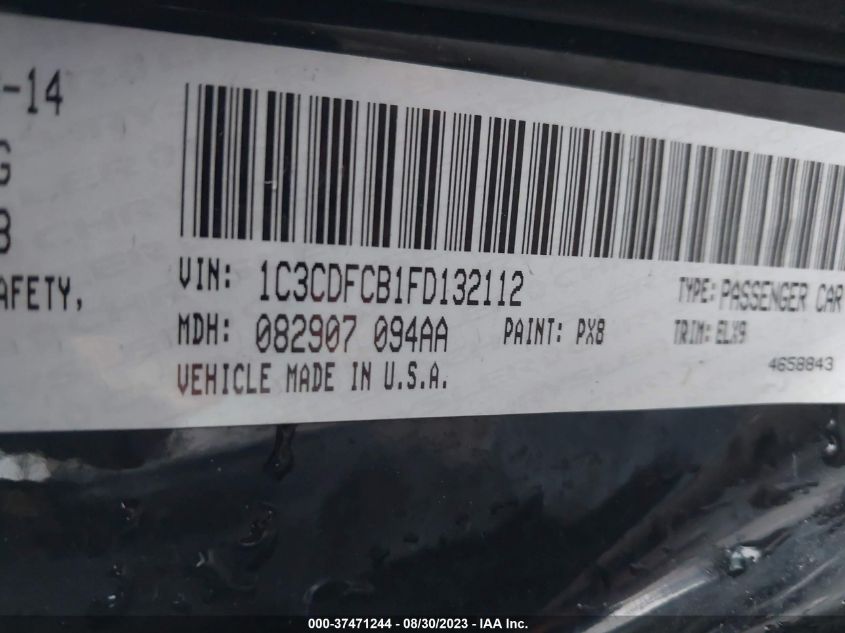 -14
G
B
AFETY,
VIN: 1C3CDFCB1FD132112
TYPE: PASSENGER CAR
MDH: 082907 094AA
PAINT: PX8
TRIM: ELX9
VEHICLE MADE IN U.S.A.
4658843
000-37471244 - 08/30/2023 - IAA Inc.